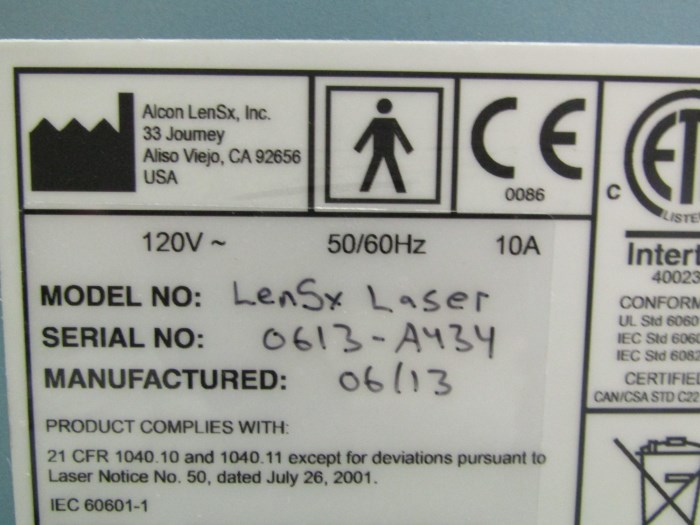 Alcon LenSx, Inc.
33 Journey
Aliso Viejo, CA 92656
USA
CE
0086
C
LISTE
120V ~ 50/60Hz 10A
MODEL NO: LenSx Laser
SERIAL NO: 0613-A434
MANUFACTURED: 06/13
PRODUCT COMPLIES WITH:
21 CFR 1040.10 and 1040.11 except for deviations pursuant to
Laser Notice No. 50, dated July 26, 2001.
IEC 60601-1
ET
Intert
40023
CONFORM
UL Std 6060
IEC Std 6060
IEC Std 6082
CERTIFIED
CAN/CSA STD C22